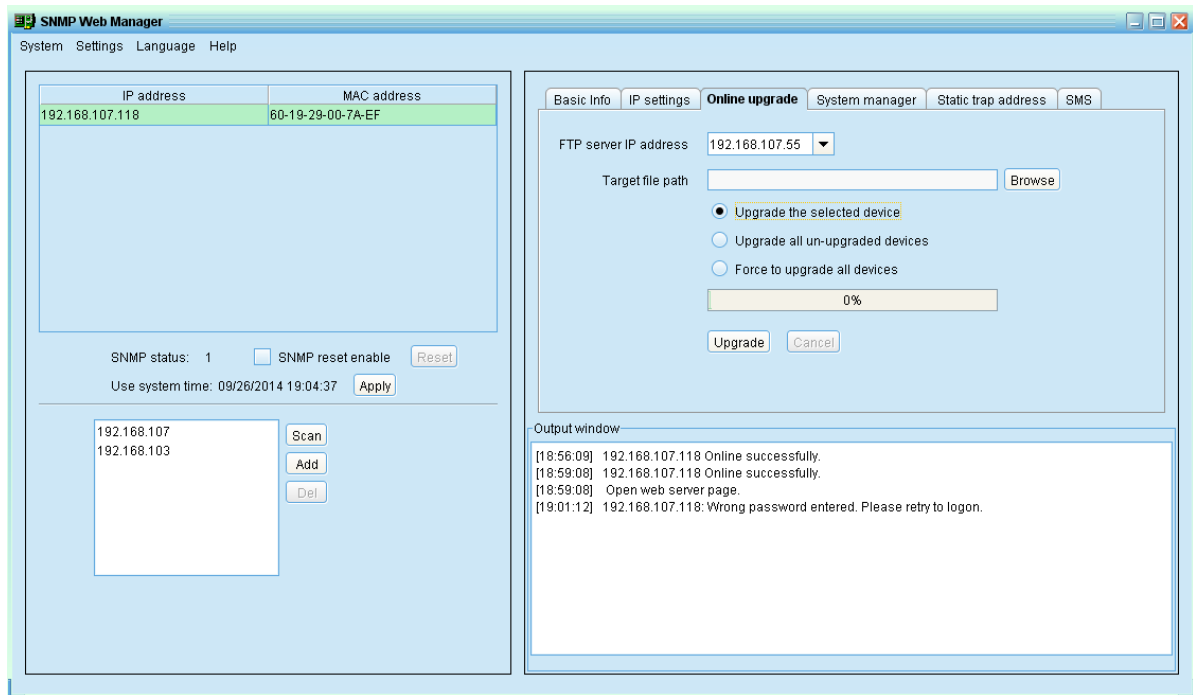 SNMP Web Manager
System Settings Language Help
IP address MAC address
192.168.107.118 60-19-29-00-7A-EF
SNMP status: 1 SNMP reset enable Reset
Use system time: 09/26/2014 19:04:37 Apply
192.168.107
192.168.103
Scan
Add
Del
Basic Info IP settings Online upgrade System manager Static trap address SMS
FTP server IP address 192.168.107.55
Target file path Browse
Upgrade the selected device
Upgrade all un-upgraded devices
Force to upgrade all devices
0%
Upgrade Cancel
Output window
[18:56:09] 192.168.107.118 Online successfully.
[18:59:08] 192.168.107.118 Online successfully.
[18:59:08] Open web server page.
[19:01:12] 192.168.107.118: Wrong password entered. Please retry to logon.